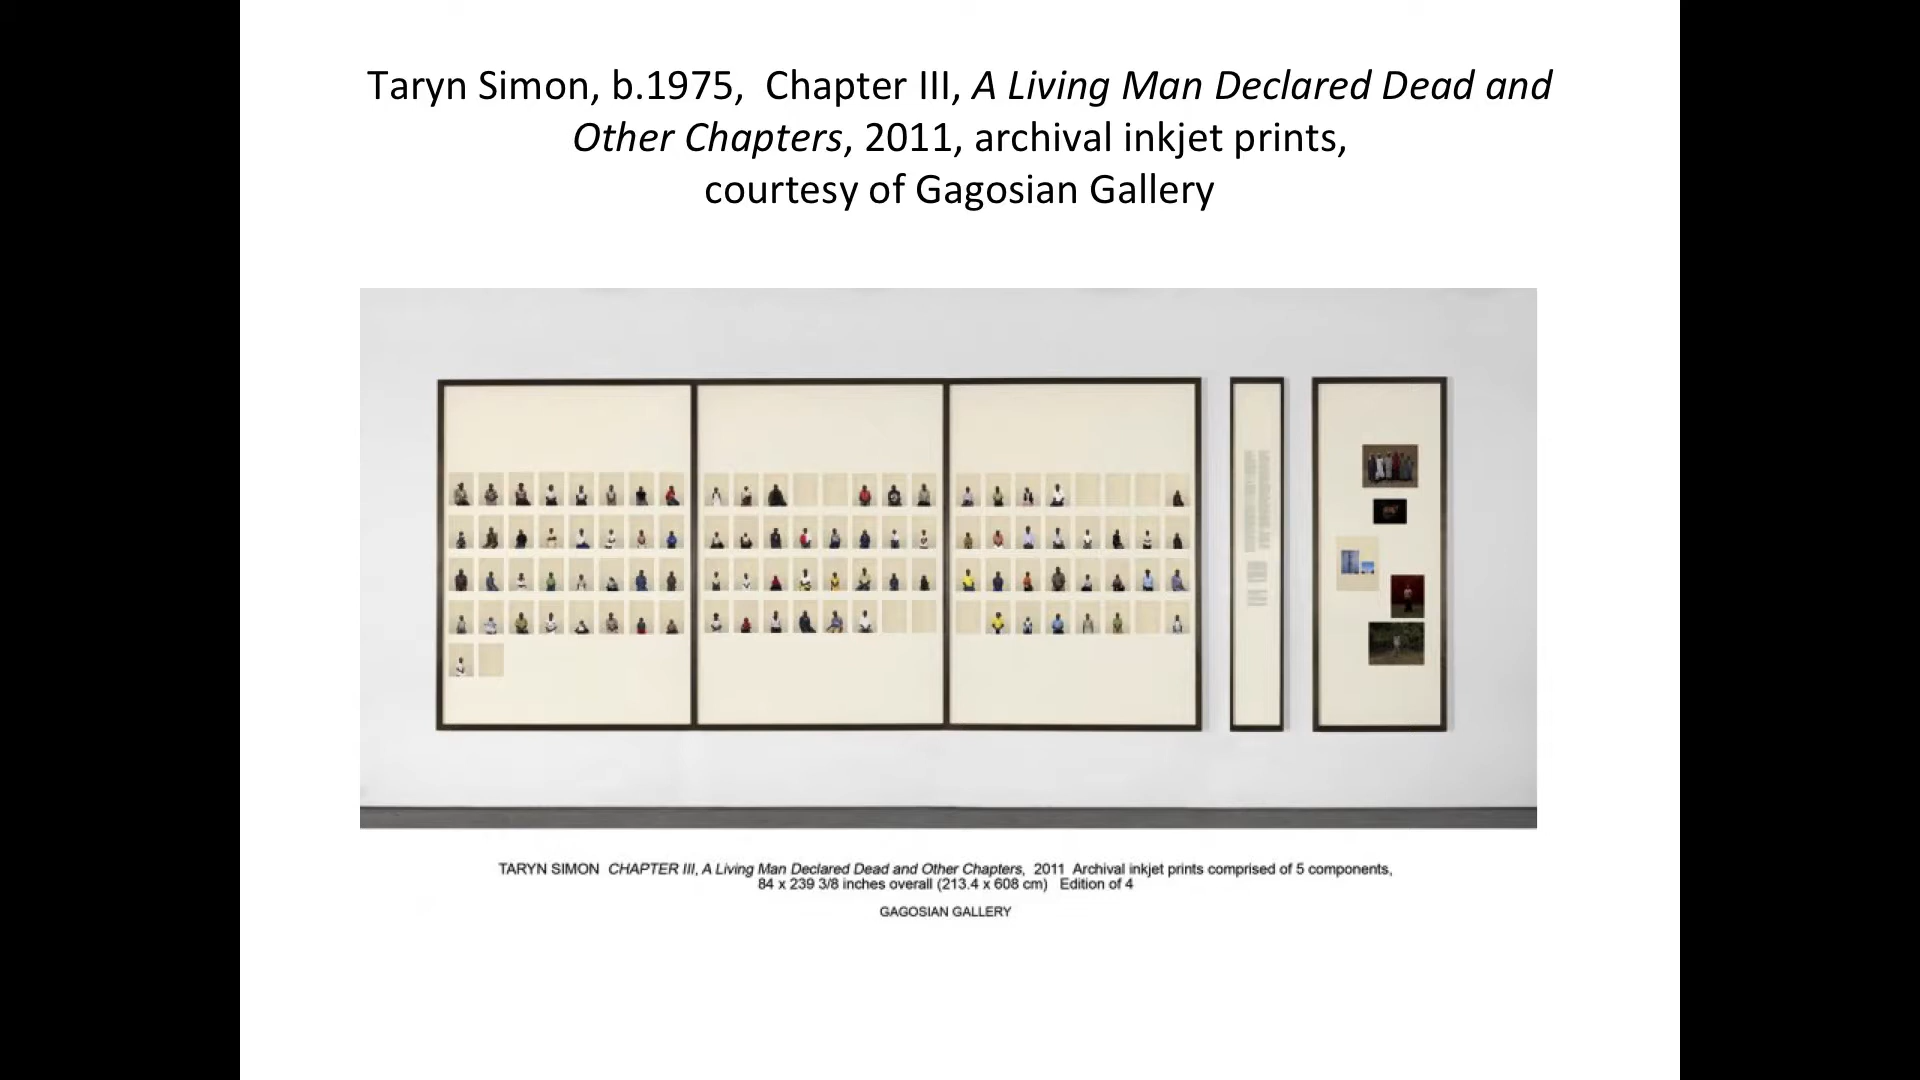 Taryn Simon, b.1975,  Chapter III, A Living Man Declared Dead and
Other Chapters, 2011, archival inkjet prints,
courtesy of Gagosian Gallery
TARYN SIMON  CHAPTER III, A Living Man Declared Dead and Other Chapters,  2011  Archival inkjet prints comprised of 5 components,
84 x 239 3/8 inches overall (213.4 x 608 cm)   Edition of 4
GAGOSIAN GALLERY